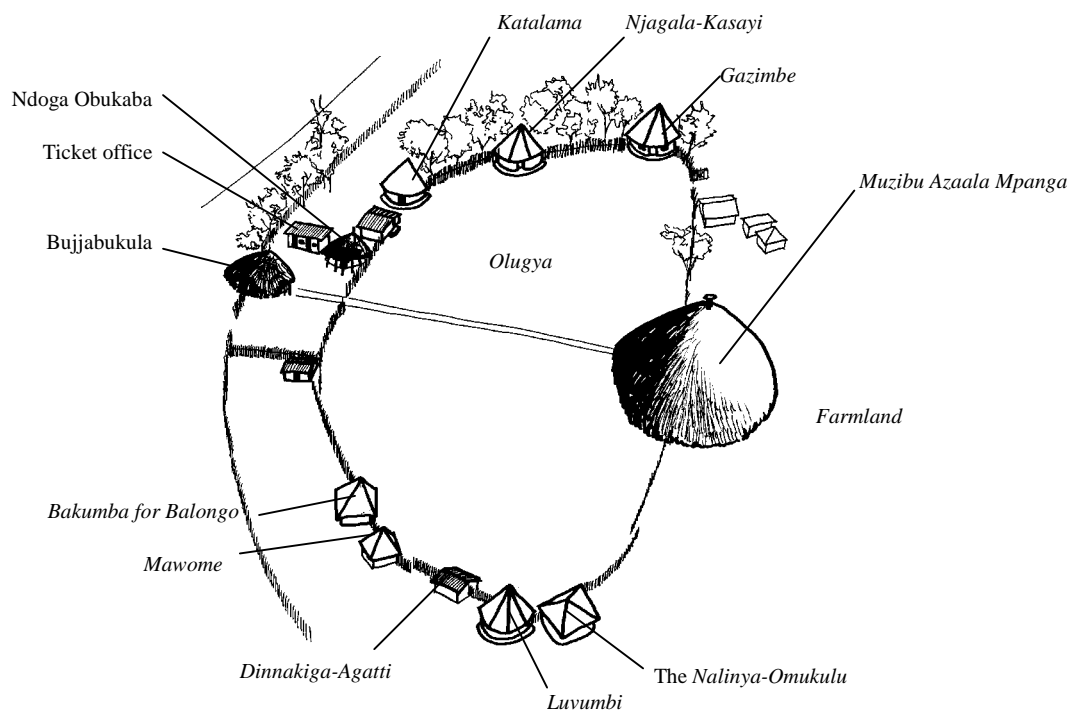 Katalama
Njagala-Kasayi
Gazimbe
Ndoga Obukaba
Ticket office
Muzibu Azaala Mpanga
Bujjabukula
Olugya
Farmland
Bakumba for Balongo
Mawome
Dinnakiga-Agatti
The Nalinya-Omukulu
Luvumbi